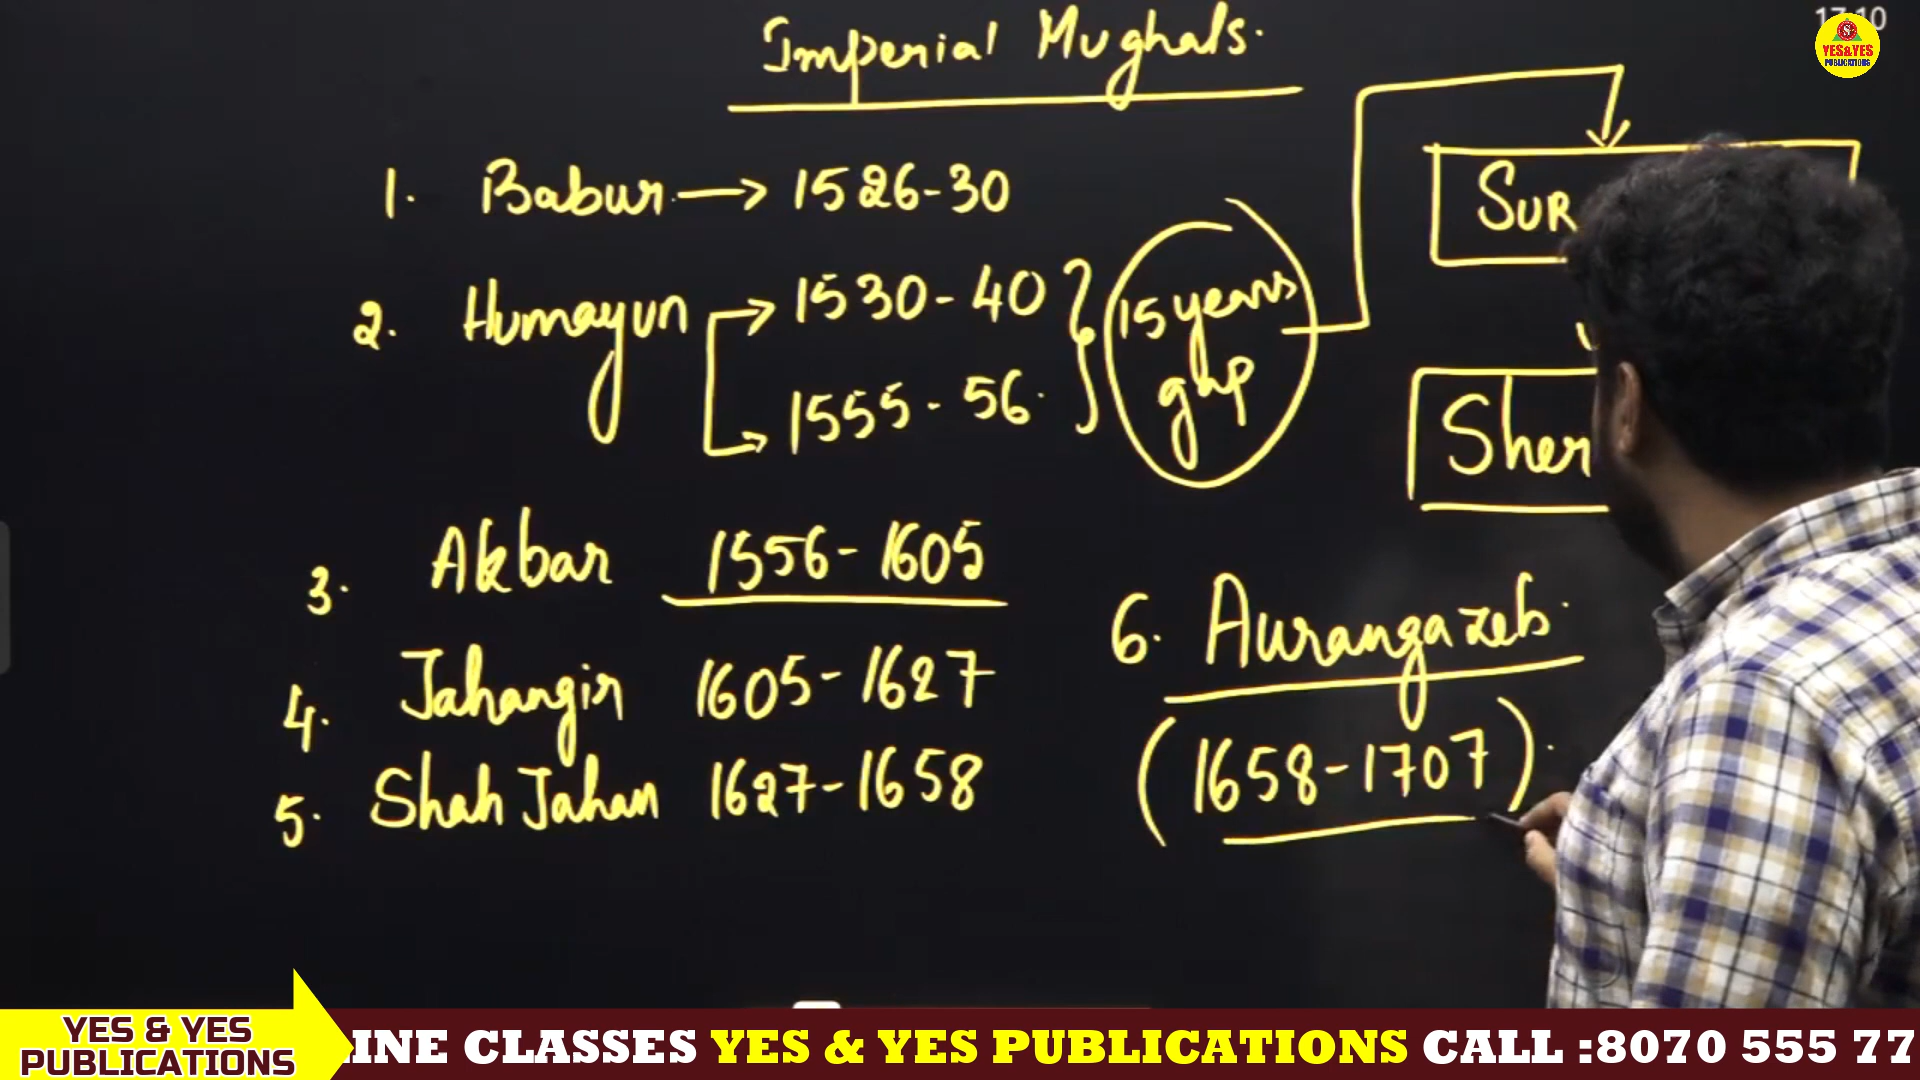 Imperial Mughals.
1. Babur → 1526-30
2. Humayun → 1530-40
→ 1555-56.
15 years
gap
SUR
Sher
3. Akbar 1556-1605
4. Jahangir 1605-1627
5. Shah Jahan 1627-1658
6. Aurangazeb.
(1658-1707).
17:10
YES&YES
PUBLICATIONS
YES & YES
PUBLICATIONS
INE CLASSES YES & YES PUBLICATIONS CALL :8070 555 77